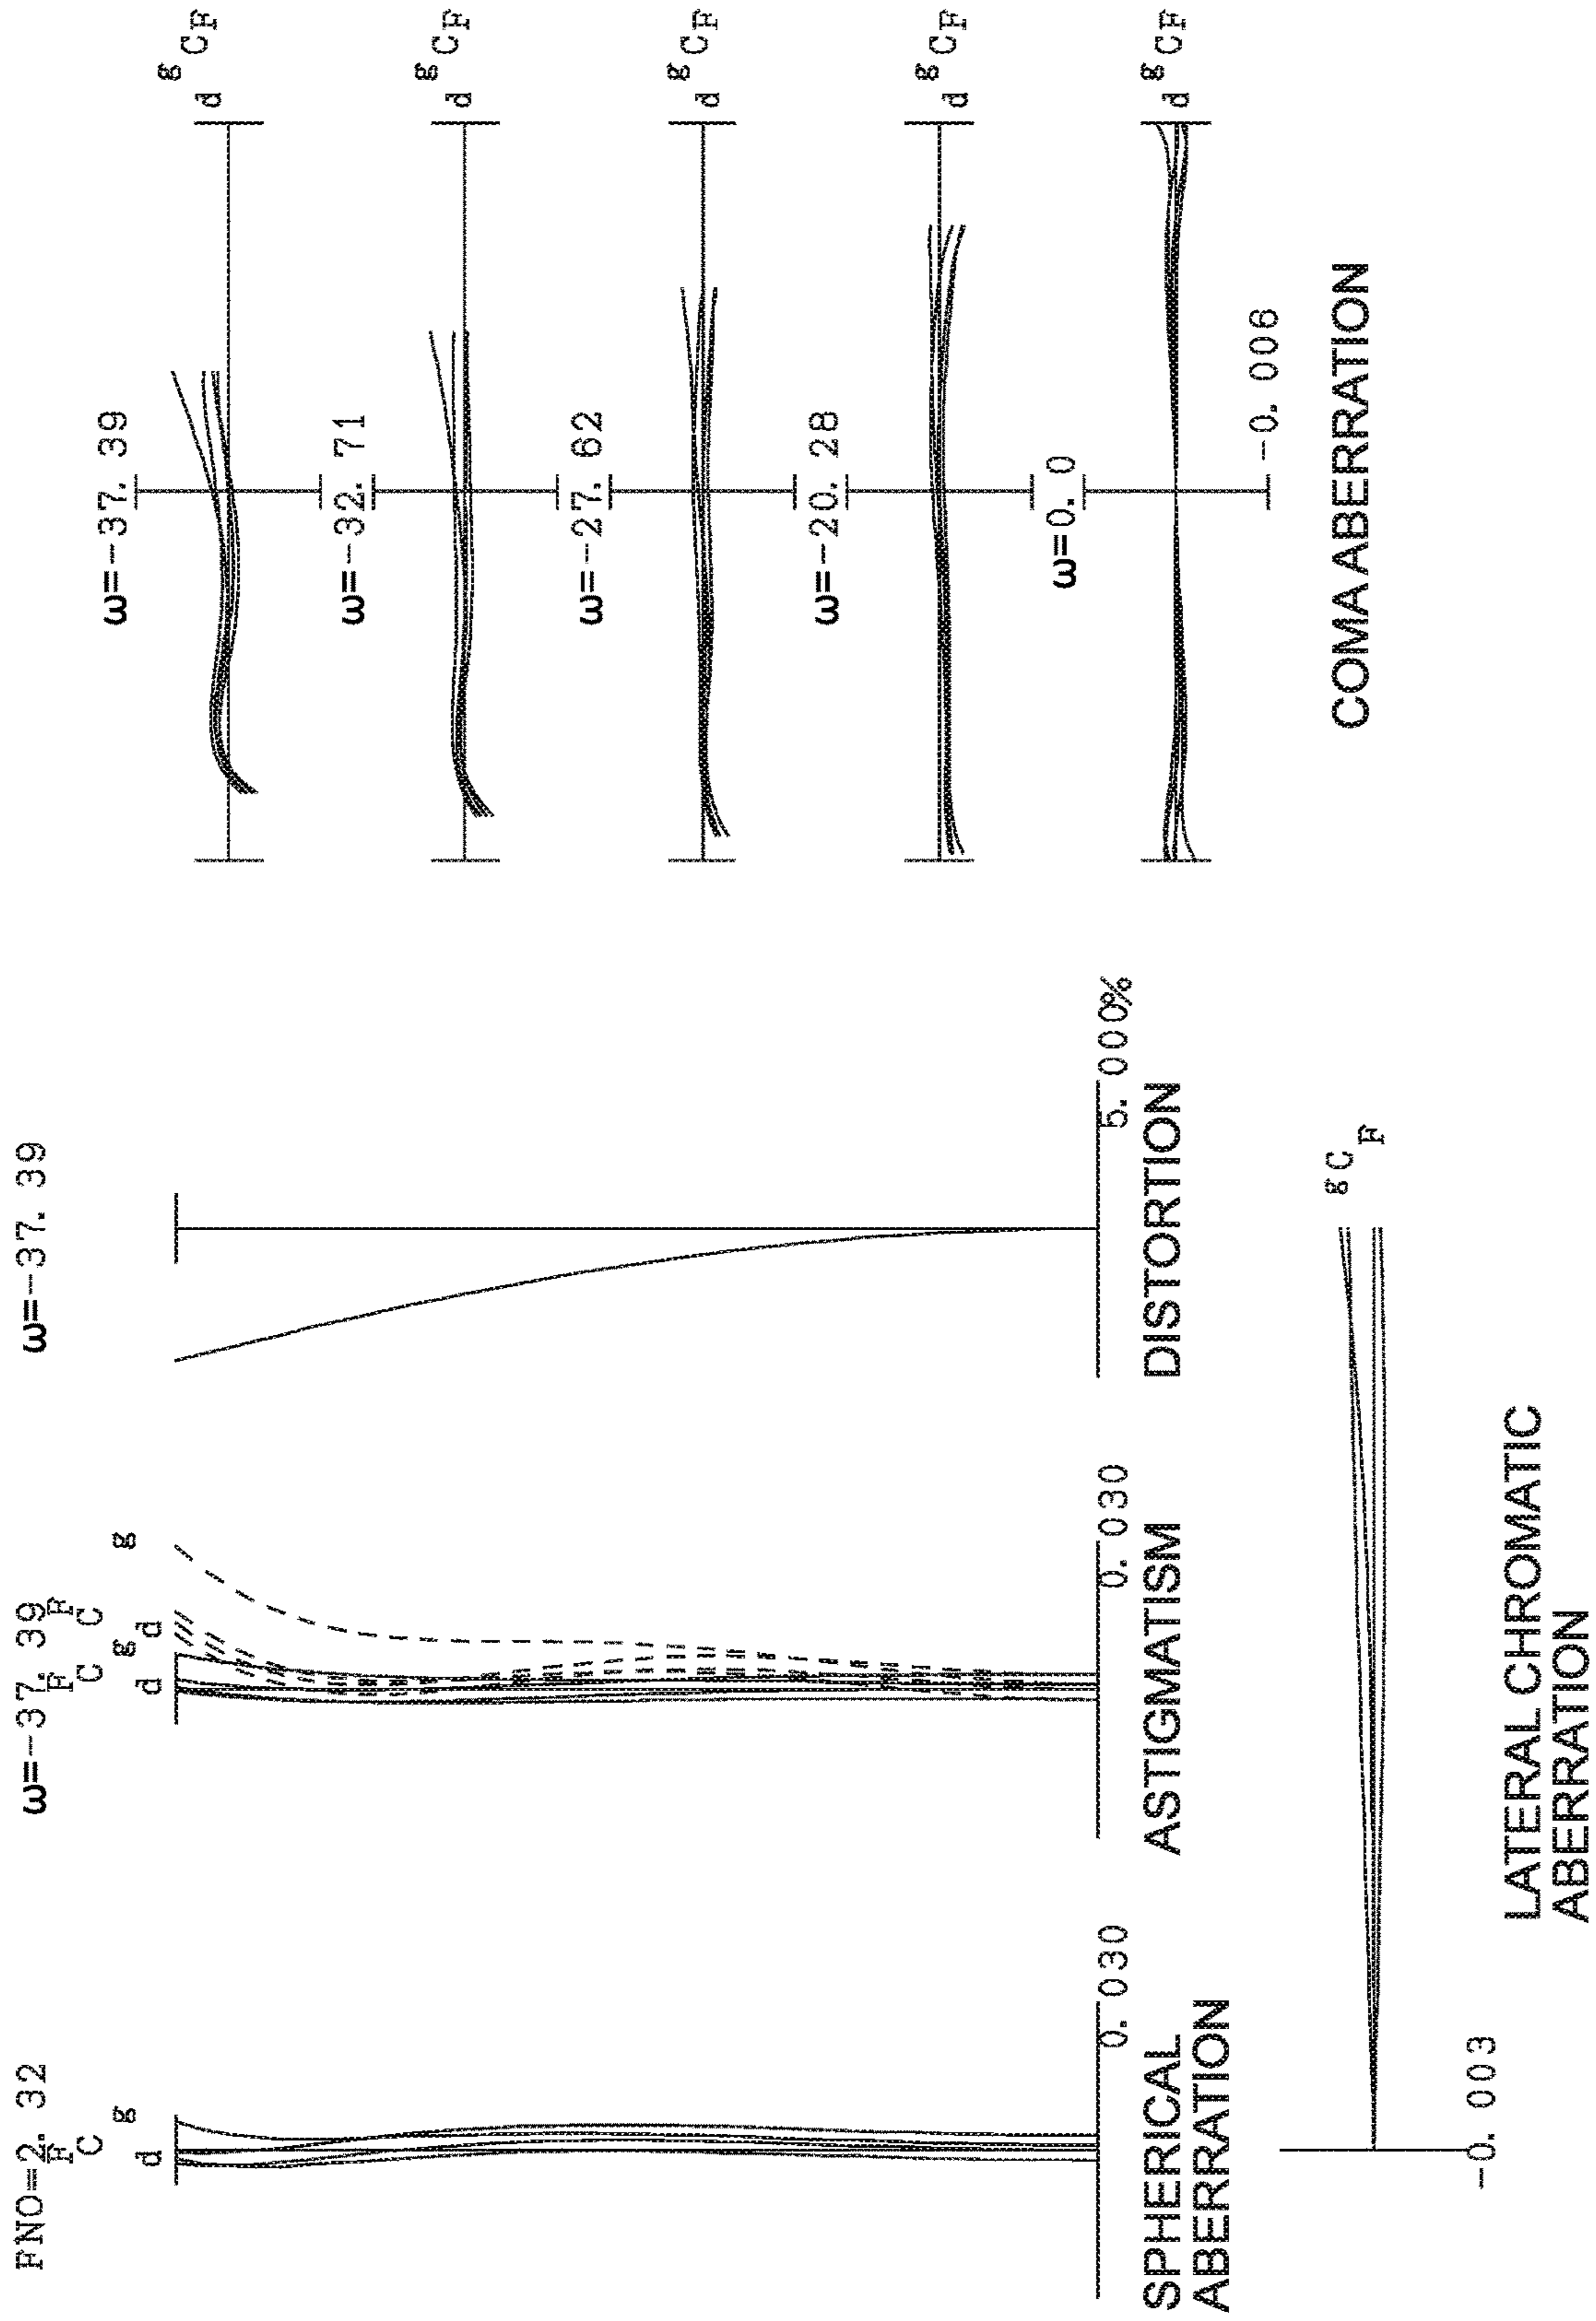 FNO=2. 32
F
C
d
g
0. 030
SPHERICAL
ABERRATION
ω=-37. 39
F
C
d
g
F
C
d
g
0. 030
ASTIGMATISM
ω=-37. 39
5. 000%
DISTORTION
-0. 003
g C
F
LATERAL CHROMATIC
ABERRATION
ω=-37. 39
d g C F
ω=-32. 71
d g C F
ω=-27. 62
d g C F
ω=-20. 28
d g C F
ω=0. 0
d g C F
-0. 006
COMA ABERRATION